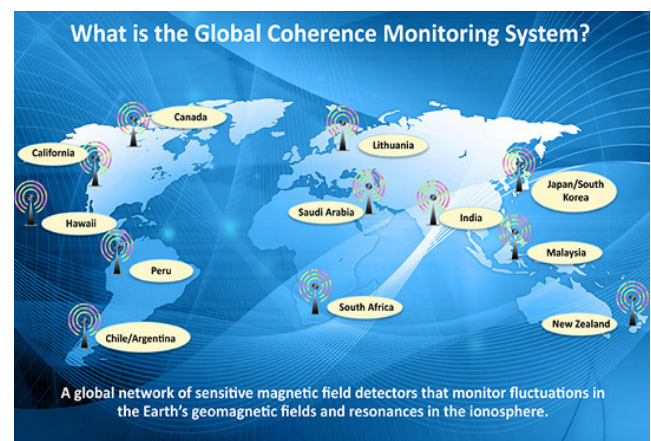 What is the Global Coherence Monitoring System?
Canada
California
Lithuania
Hawaii
Saudi Arabia
India
Japan/South
Korea
Peru
Malaysia
South Africa
Chile/Argentina
New Zealand
A global network of sensitive magnetic field detectors that monitor fluctuations in
the Earth's geomagnetic fields and resonances in the ionosphere.